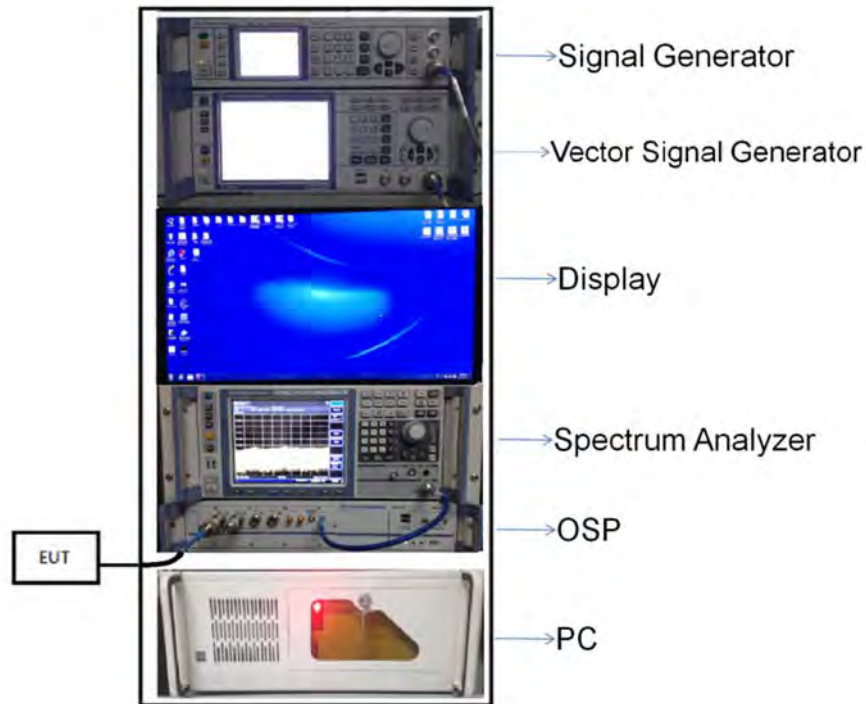 Signal Generator
Vector Signal Generator
Display
Spectrum Analyzer
OSP
EUT
PC